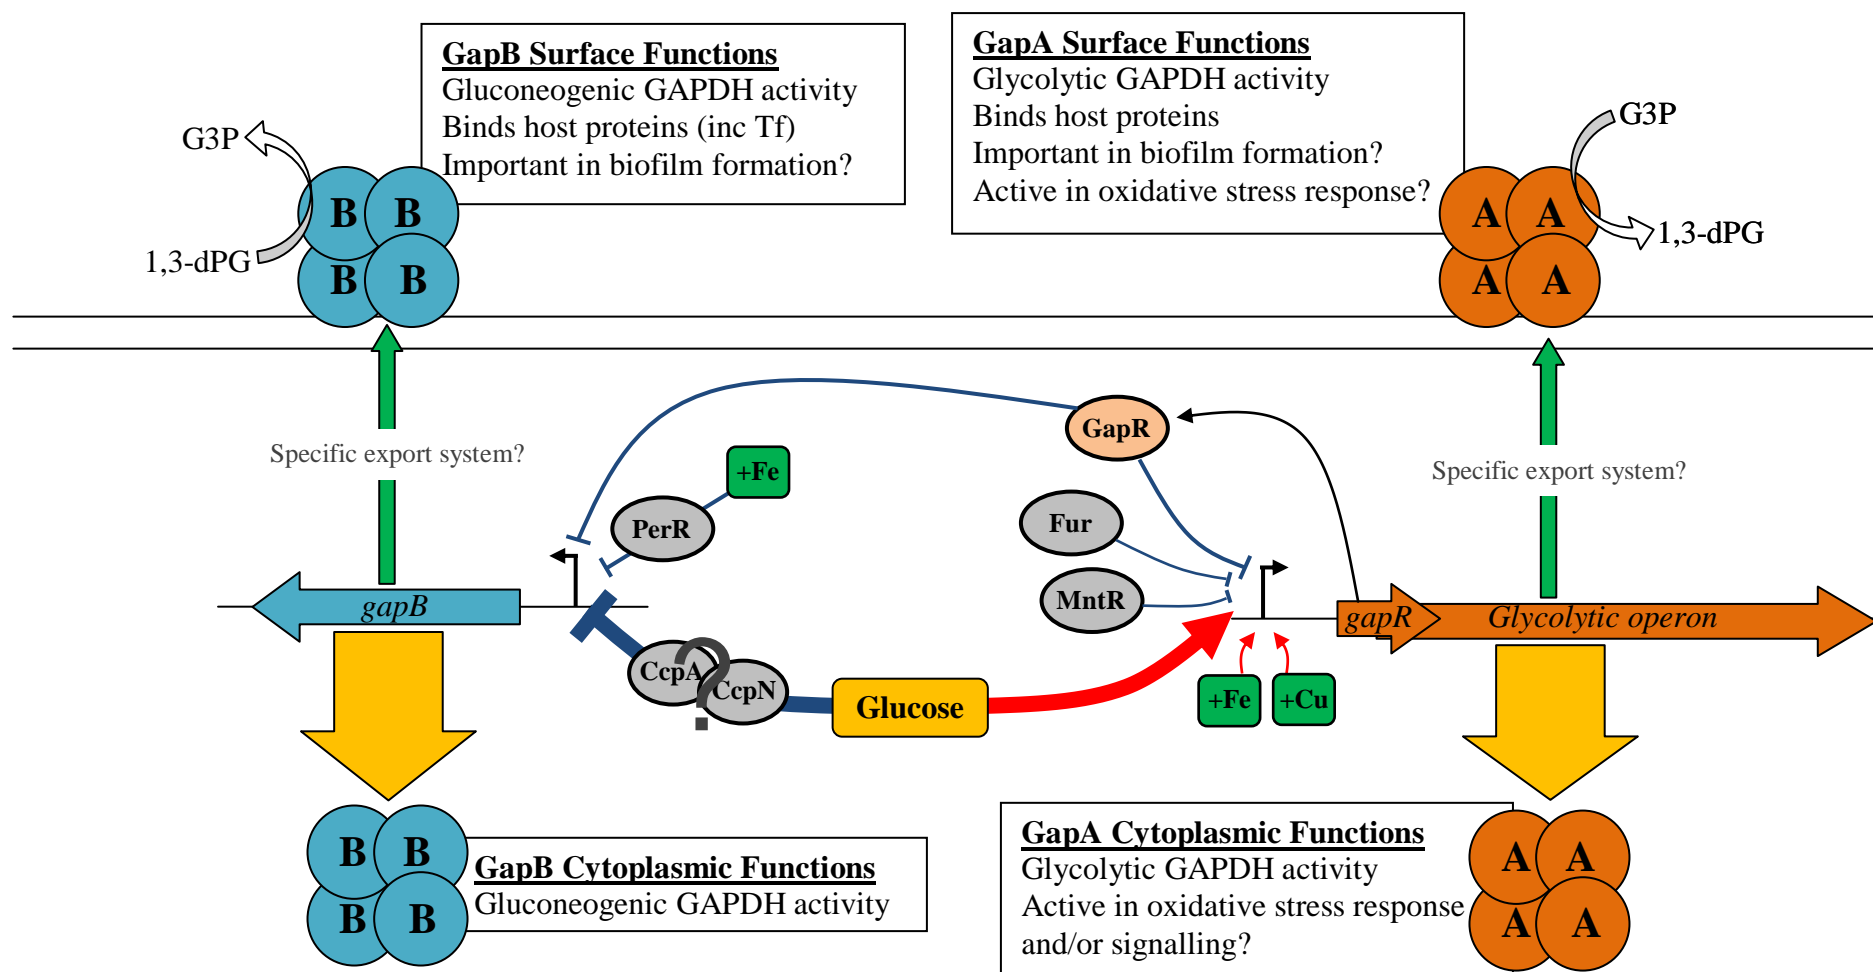 GapB Surface Functions
Gluconeogenic GAPDH activity
Binds host proteins (inc Tf)
Important in biofilm formation?
GapA Surface Functions
Glycolytic GAPDH activity
Binds host proteins
Important in biofilm formation?
Active in oxidative stress response?
G3P
1,3-dPG
B B
B B
G3P
1,3-dPG
A A
A A
Specific export system?
GapR
Specific export system?
+Fe
PerR
Fur
MntR
gapB
gapR
Glycolytic operon
CcpA
?
CcpN
Glucose
+Fe
+Cu
B B
B B
GapB Cytoplasmic Functions
Gluconeogenic GAPDH activity
GapA Cytoplasmic Functions
Glycolytic GAPDH activity
Active in oxidative stress response
and/or signalling?
A A
A A